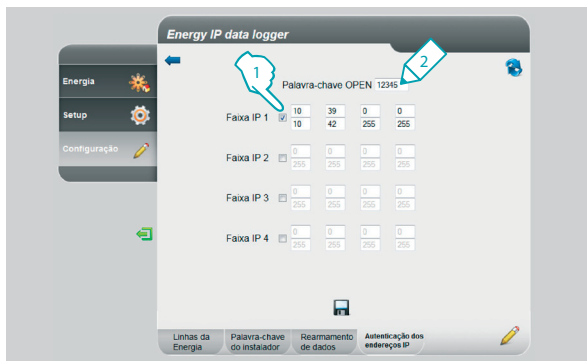 Energy IP data logger
1
2
Palavra-chave OPEN 12345
Energia
Setup
Configuração
Faixa IP 1 10 39 0 0
10 42 255 255
Faixa IP 2 0 0 0 0
255 255 255 255
Faixa IP 3 0 0 0 0
255 255 255 255
Faixa IP 4 0 0 0 0
255 255 255 255
Linhas da Energia
Palavra-chave do instalador
Rearmamento de dados
Autenticação dos endereços IP